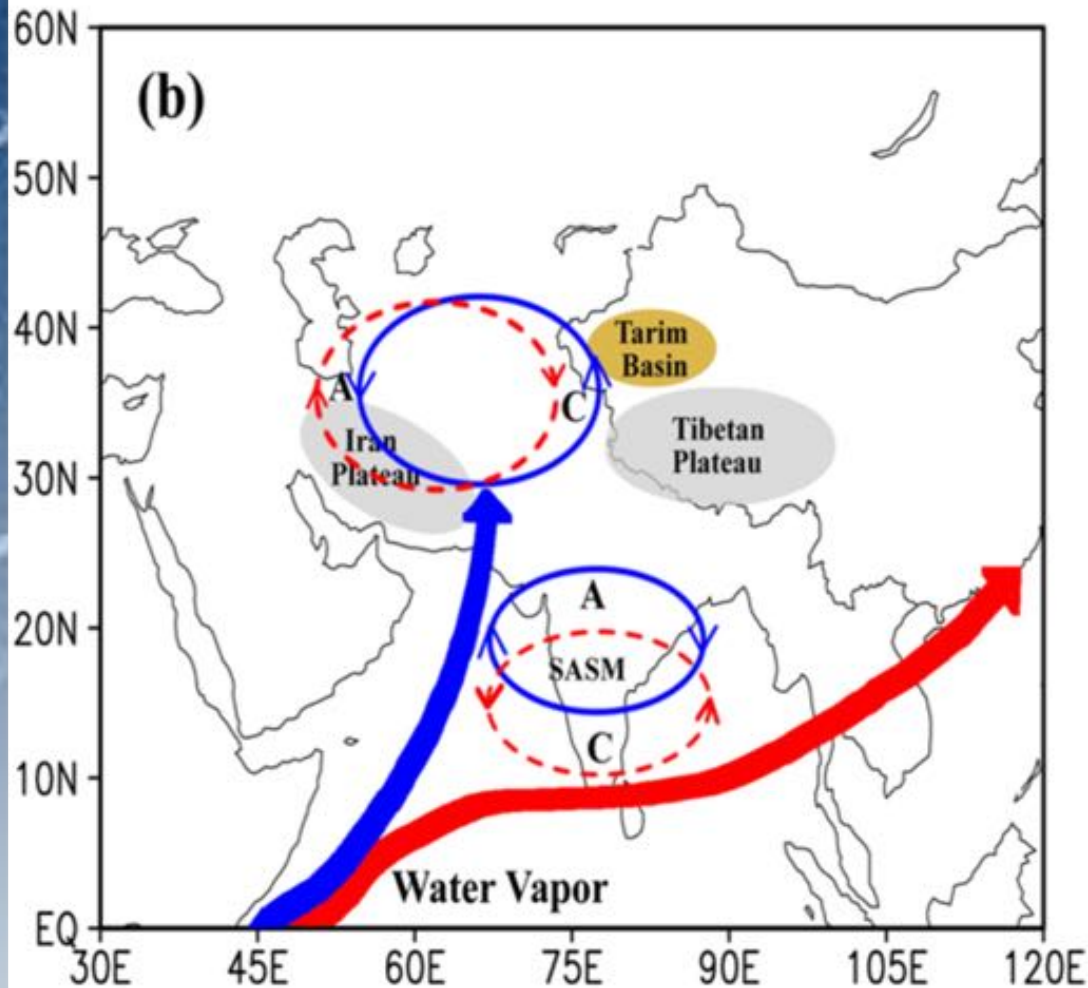 60N
(b)
50N
40N
Tarim
Basin
A
C
Iran
Plateau
Tibetan
Plateau
30N
A
20N
SASM
C
10N
Water Vapor
EQ
30E 45E 60E 75E 90E 105E 120E